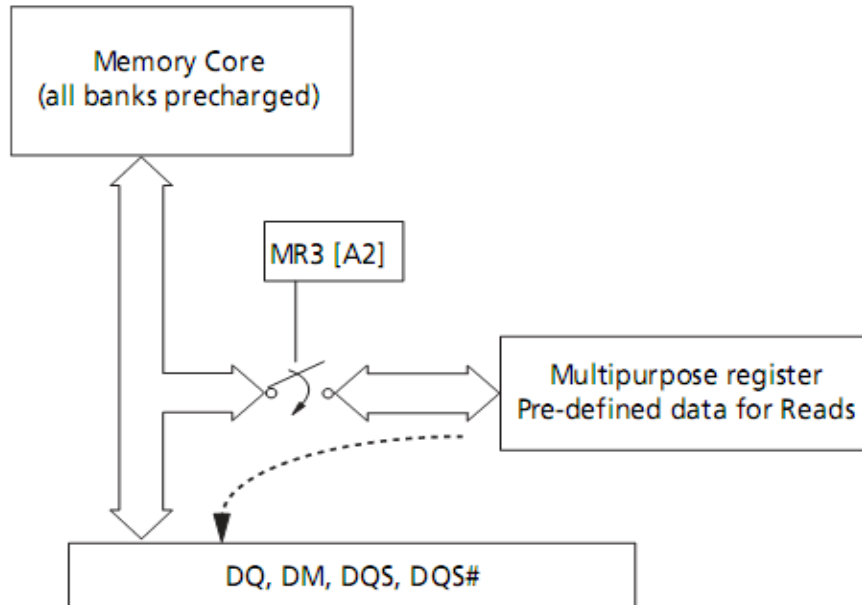 Memory Core
(all banks precharged)
MR3 [A2]
Multipurpose register
Pre-defined data for Reads
DQ, DM, DQS, DQS#